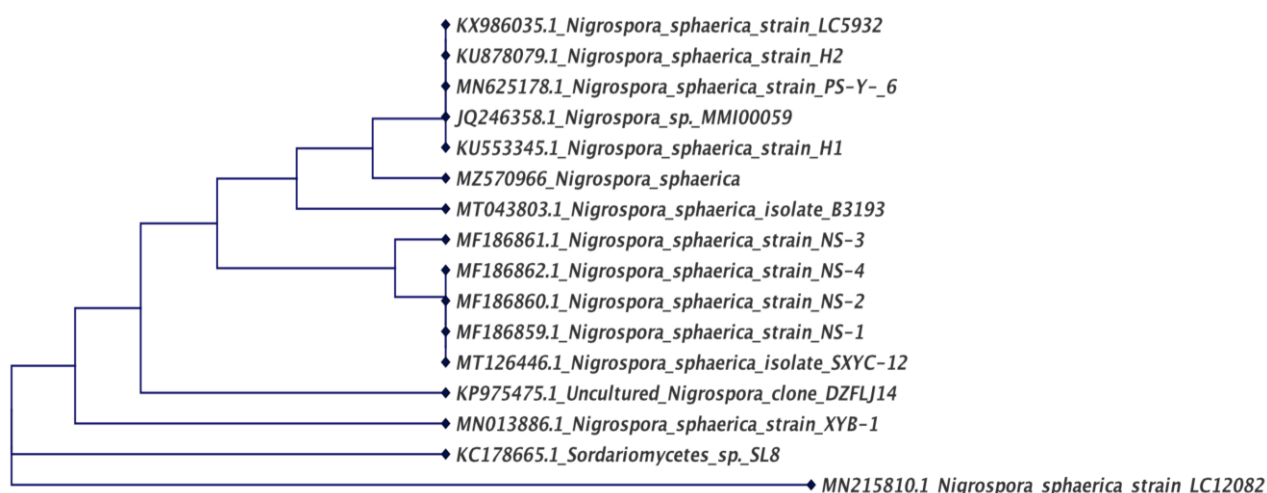 KX986035.1_Nigrospora_sphaerica_strain_LC5932
KU878079.1_Nigrospora_sphaerica_strain_H2
MN625178.1_Nigrospora_sphaerica_strain_PS-Y-_6
JQ246358.1_Nigrospora_sp._MMI00059
KU553345.1_Nigrospora_sphaerica_strain_H1
MZ570966_Nigrospora_sphaerica
MT043803.1_Nigrospora_sphaerica_isolate_B3193
MF186861.1_Nigrospora_sphaerica_strain_NS-3
MF186862.1_Nigrospora_sphaerica_strain_NS-4
MF186860.1_Nigrospora_sphaerica_strain_NS-2
MF186859.1_Nigrospora_sphaerica_strain_NS-1
MT126446.1_Nigrospora_sphaerica_isolate_SXYC-12
KP975475.1_Uncultured_Nigrospora_clone_DZFLJ14
MN013886.1_Nigrospora_sphaerica_strain_XYB-1
KC178665.1_Sordariomycetes_sp._SL8
MN215810.1_Nigrospora_sphaerica_strain_LC12082